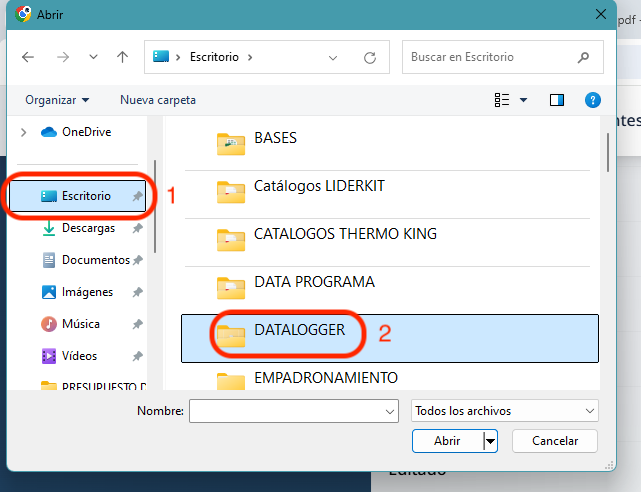 Abrir
pdf -
Escritorio
Buscar en Escritorio
Organizar
Nueva carpeta
?
OneDrive
Escritorio
1
Descargas
Documentos
Imágenes
Música
Vídeos
PRESUPUESTO D
BASES
Catálogos LIDERKIT
CATALOGOS THERMO KING
DATA PROGRAMA
DATALOGGER
2
EMPADRONAMIENTO
ntes
Nombre:
Todos los archivos
Abrir
Cancelar
Editado